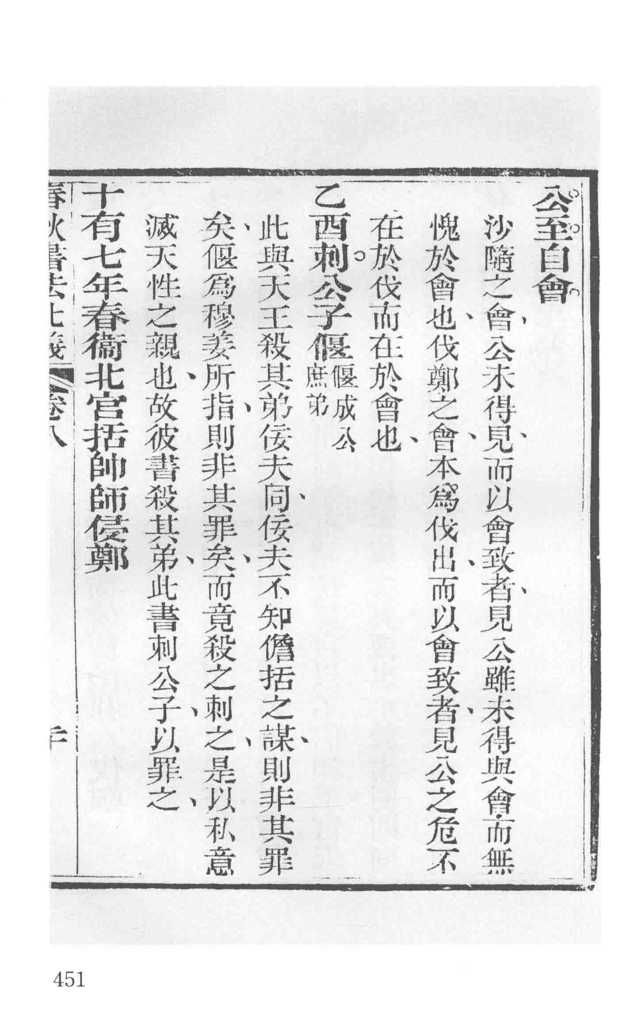 公至自會
沙隨之會公未得見而以會致者見公雖未得與會而無
愧於會也伐鄭之會本爲伐出而以會致者見公之危不
在於伐而在於會也
乙酉刺公子偃偃成公庶弟
此與天王殺其弟佞夫同佞夫不知儋括之謀則非其罪
矣偃爲穆姜所指則非其罪矣而竟殺之刺之是以私意
滅天性之親也故彼書殺其弟此書刺公子以罪之
十有七年春衞北宮括帥師侵鄭
春秋書法比義 卷八
451